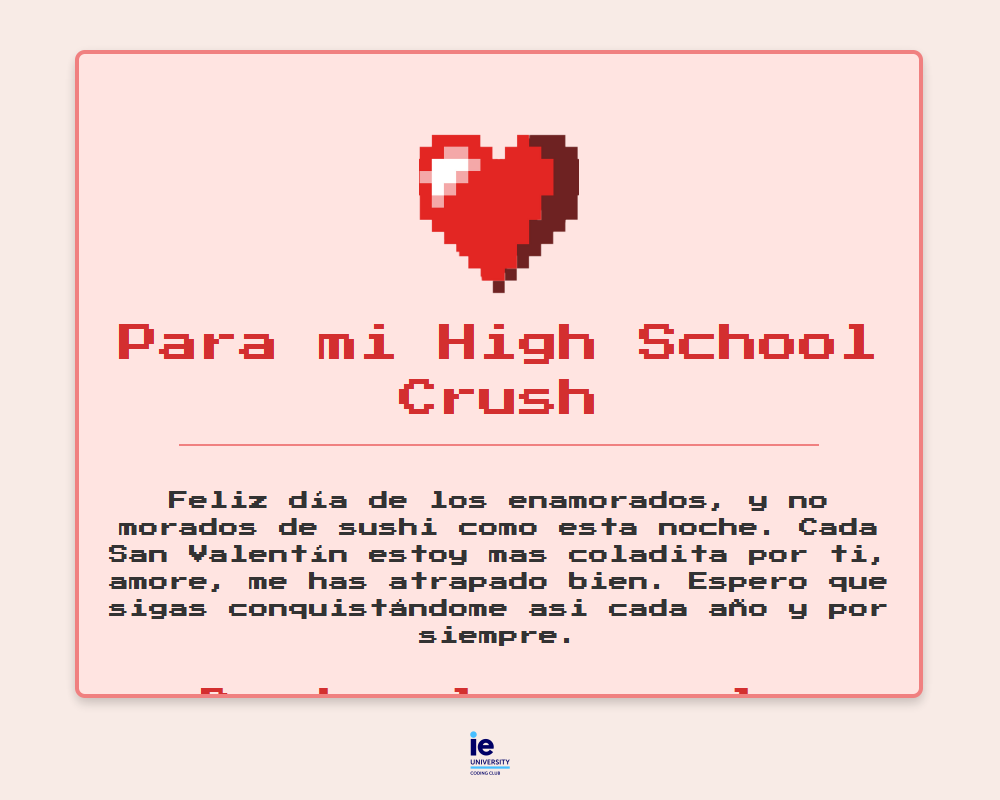 Para mi High School
Crush
Feliz día de los enamorados, y no
morados de sushi como esta noche. Cada
San Valentín estoy mas coladita por ti,
amore, me has atrapado bien. Espero que
sigas conquistándome asi cada año y por
siempre.
ie
UNIVERSITY
CODING CLUB